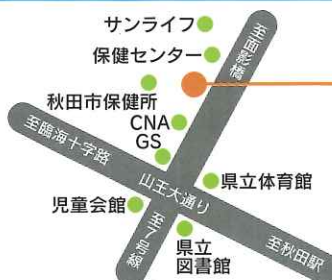 サンライフ
保健センター
至面影橋
秋田市保健所
CNA
GS
至臨海十字路
山王大通り
県立体育館
児童会館
至7号線
県立
図書館
至秋田駅